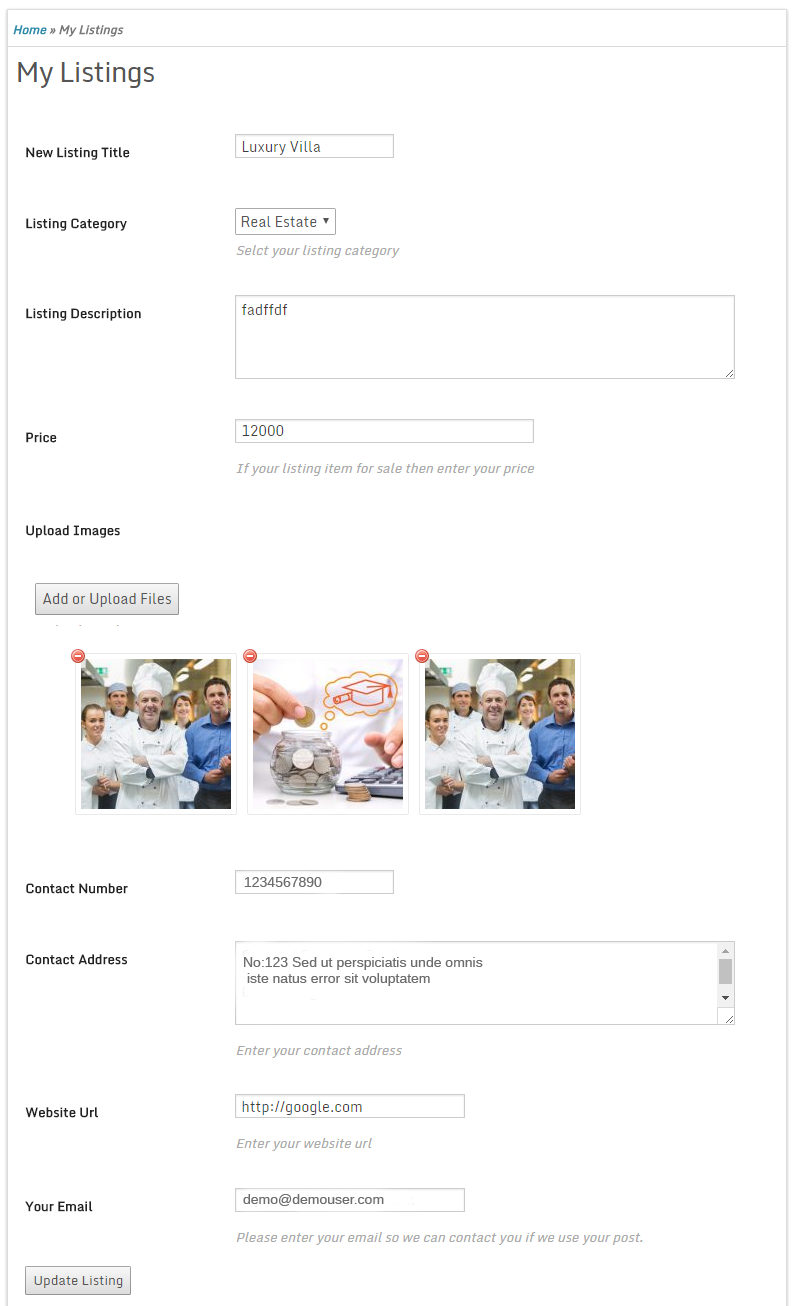 Home » My Listings
My Listings
New Listing Title
Luxury Villa
Listing Category
Real Estate
Selct your listing category
Listing Description
fadffdf
Price
12000
If your listing item for sale then enter your price
Upload Images
Add or Upload Files
Contact Number
1234567890
Contact Address
No:123 Sed ut perspiciatis unde omnis
iste natus error sit voluptatem
Enter your contact address
Website Url
http://google.com
Enter your website url
Your Email
demo@demouser.com
Please enter your email so we can contact you if we use your post.
Update Listing